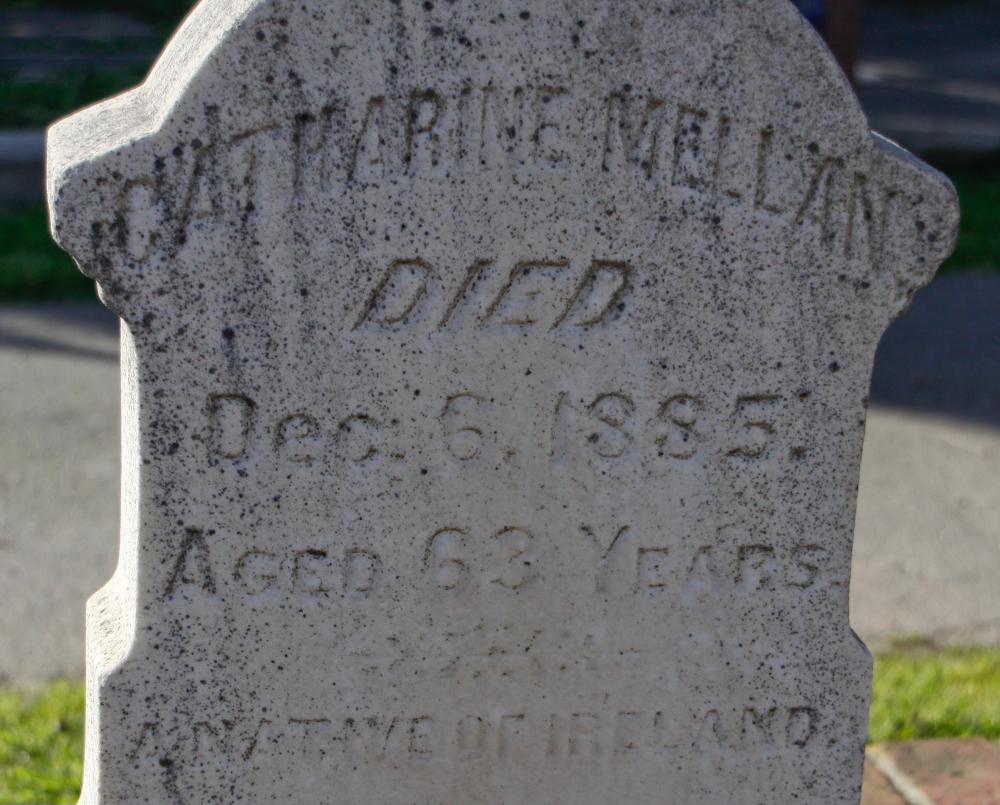 CATHARINE MELLAN
DIED
Dec. 6, 1885.
AGED 63 YEARS.
A NATIVE OF IRELAND